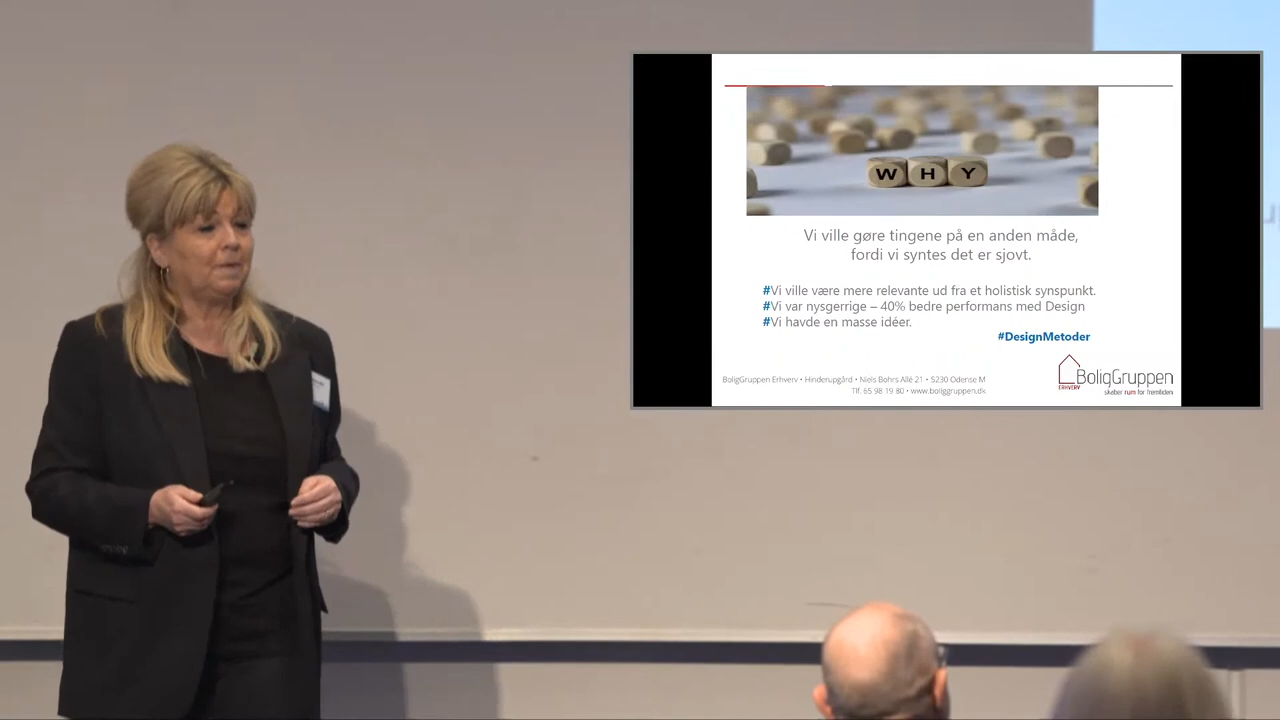 WHY
Vi ville gøre tingene på en anden måde,
fordi vi syntes det er sjovt.
#Vi ville være mere relevante ud fra et holistisk synspunkt.
#Vi var nysgerrige – 40% bedre performans med Design
#Vi havde en masse idéer.
#DesignMetoder
BoligGruppen Erhverv • Hinderupgård • Niels Bohrs Allé 21 • 5230 Odense M
Tlf. 65 98 19 80 • www.boliggruppen.dk
BoligGruppen
ERHVERV
skaber rum for fremtiden